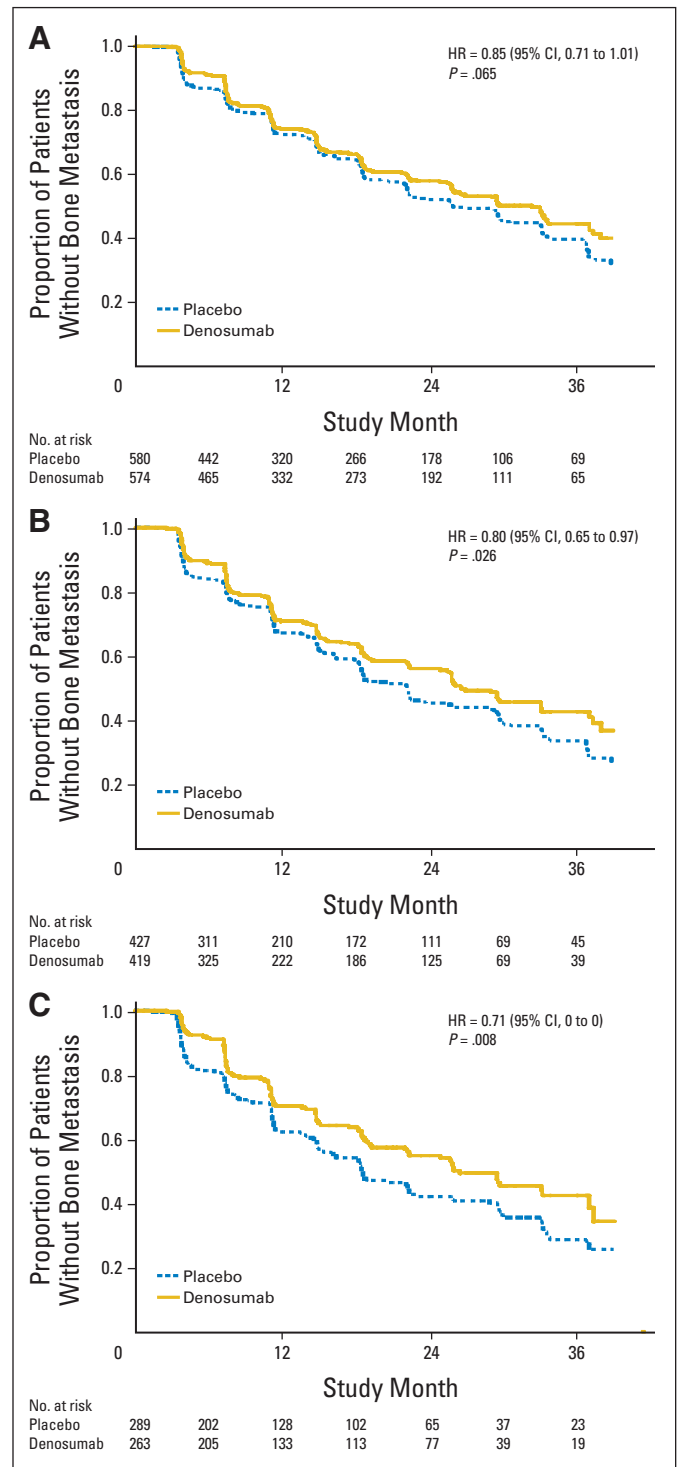 A
Proportion of Patients
Without Bone Metastasis
1.0
0.8
0.6
0.4
0.2
HR = 0.85 (95% CI, 0.71 to 1.01)
P = .065
Placebo
Denosumab
0 12 24 36
Study Month
No. at risk
Placebo 580 442 320 266 178 106 69
Denosumab 574 465 332 273 192 111 65
B
Proportion of Patients
Without Bone Metastasis
1.0
0.8
0.6
0.4
0.2
HR = 0.80 (95% CI, 0.65 to 0.97)
P = .026
Placebo
Denosumab
0 12 24 36
Study Month
No. at risk
Placebo 427 311 210 172 111 69 45
Denosumab 419 325 222 186 125 69 39
C
Proportion of Patients
Without Bone Metastasis
1.0
0.8
0.6
0.4
0.2
HR = 0.71 (95% CI, 0 to 0)
P = .008
Placebo
Denosumab
0 12 24 36
Study Month
No. at risk
Placebo 289 202 128 102 65 37 23
Denosumab 263 205 133 113 77 39 19